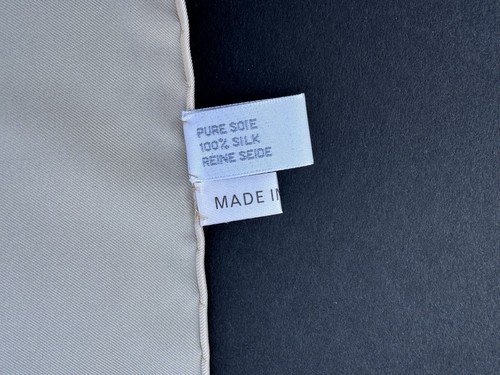 PURE SOIE
100% SILK
REINE SEIDE
MADE IN